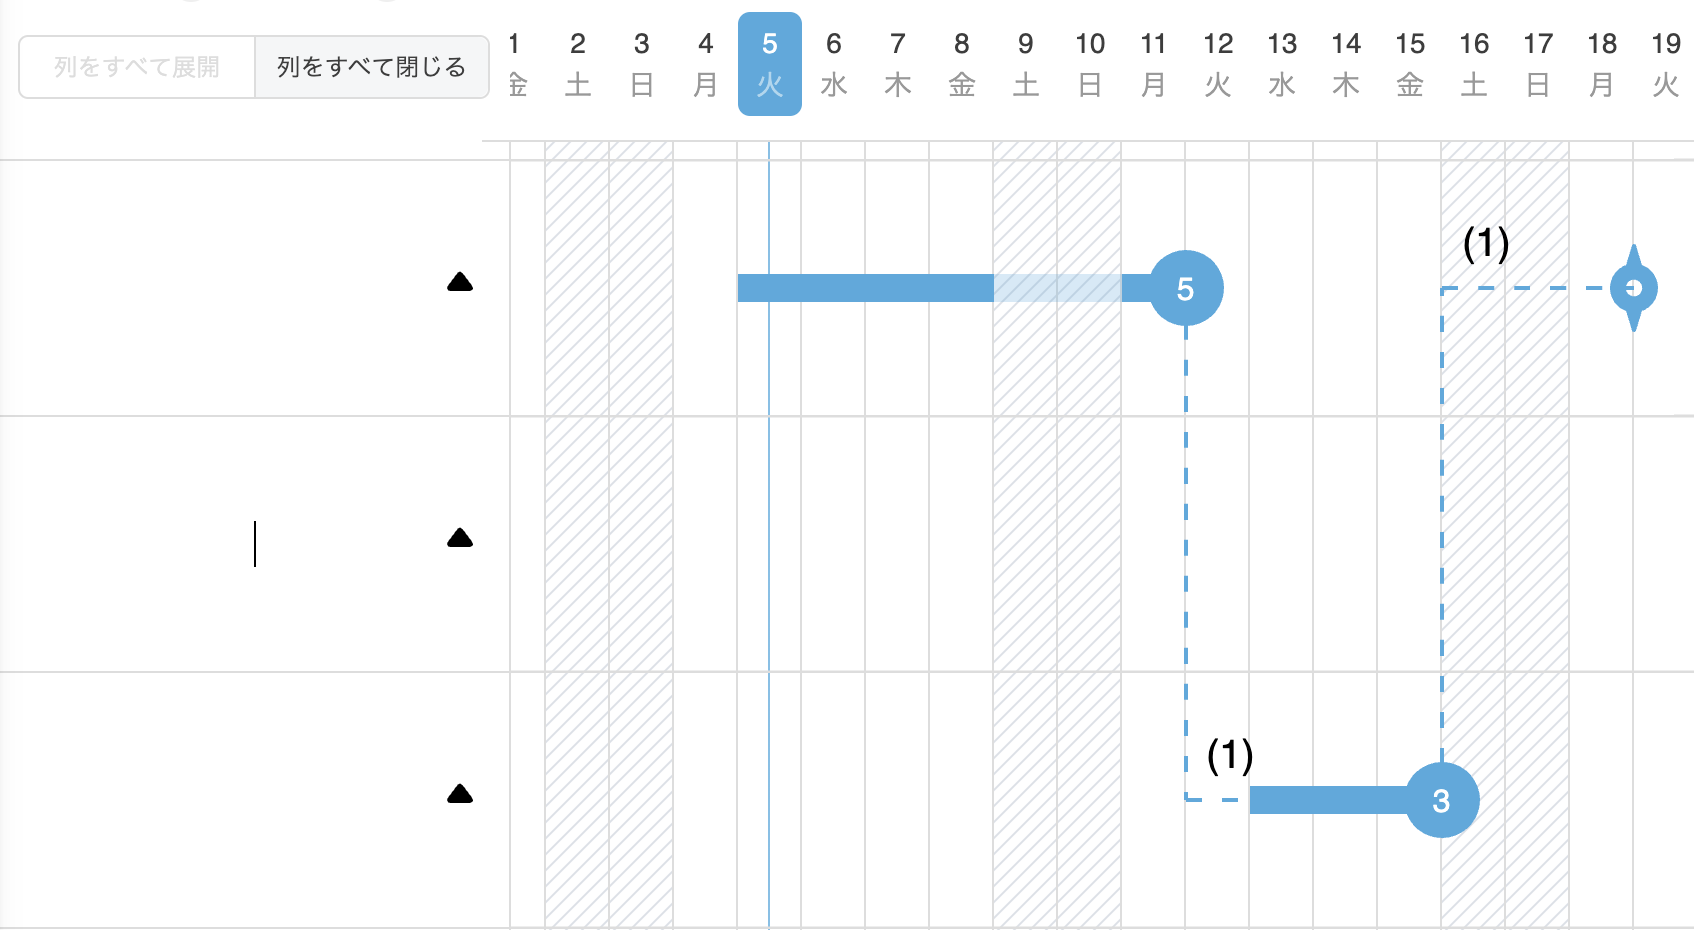 列をすべて展開 列をすべて閉じる
1 2 3 4 5 6 7 8 9 10 11 12 13 14 15 16 17 18 19
金 土 日 月 火 水 木 金 土 日 月 火 水 木 金 土 日 月 火
(1)
5
(1)
3